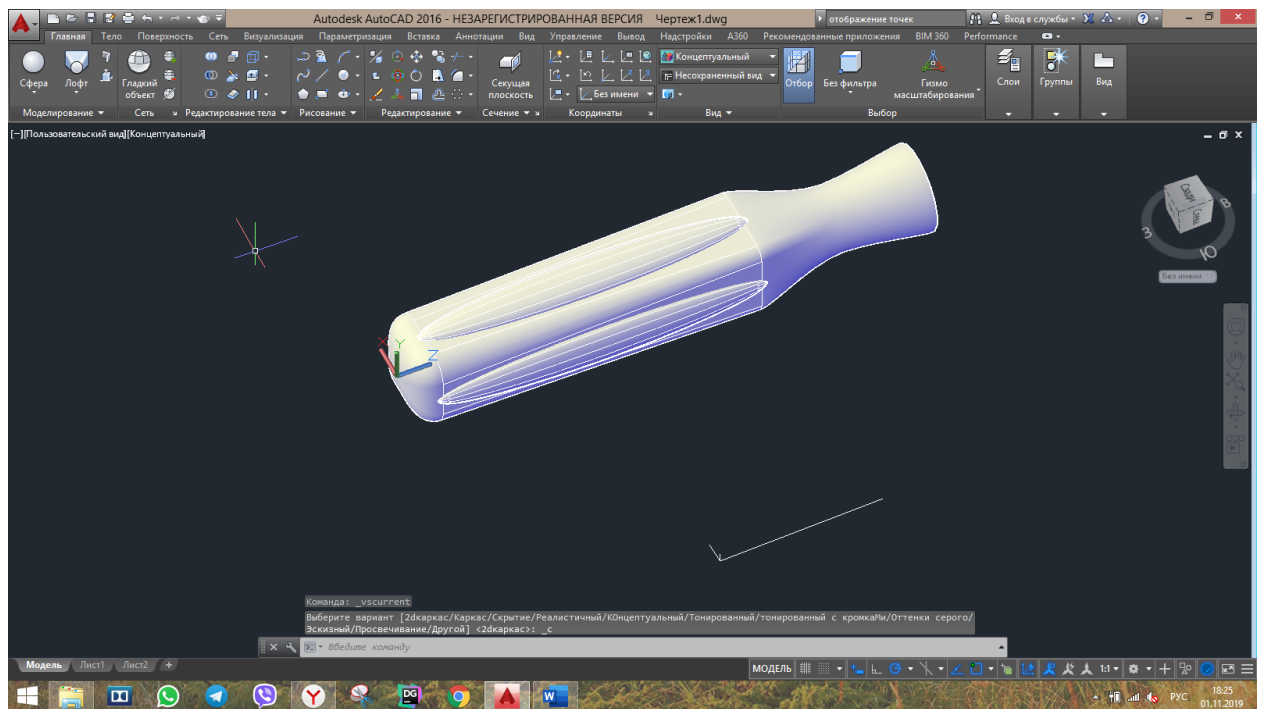 Autodesk AutoCAD 2016 - НЕЗАРЕГИСТРИРОВАННАЯ ВЕРСИЯ Чертеж1.dwg
отображение точек
Вход в службы
Главная Тело Поверхность Сеть Визуализация Параметризация Вставка Аннотации Вид Управление Вывод Надстройки A360 Рекомендованные приложения BIM 360 Performance
Сфера
Лофт
Гладкий
объект
Секущая
плоскость
Без имени
Концептуальный
Несохраненный вид
Отбор
Без фильтра
Гизмо
масштабирования
Слои
Группы
Вид
Моделирование
Сеть
Редактирование тела
Рисование
Редактирование
Сечение
Координаты
Вид
Выбор
[−][Пользовательский вид][Концептуальный]
Сзади
В
З
Ю
Без имени
X
Y
Z
Команда: _vscurrent
Выберите вариант [2dкаркас/Каркас/Скрытие/Реалистичный/КОнцептуальный/Тонированный/тонированный с кромкаМи/Оттенки серого/
Эскизный/Просвечивание/Другой] <2dкаркас>: _c
Введите команду
Модель Лист1 Лист2 +
МОДЕЛЬ
1:1
DG
РУС
18:25
01.11.2019